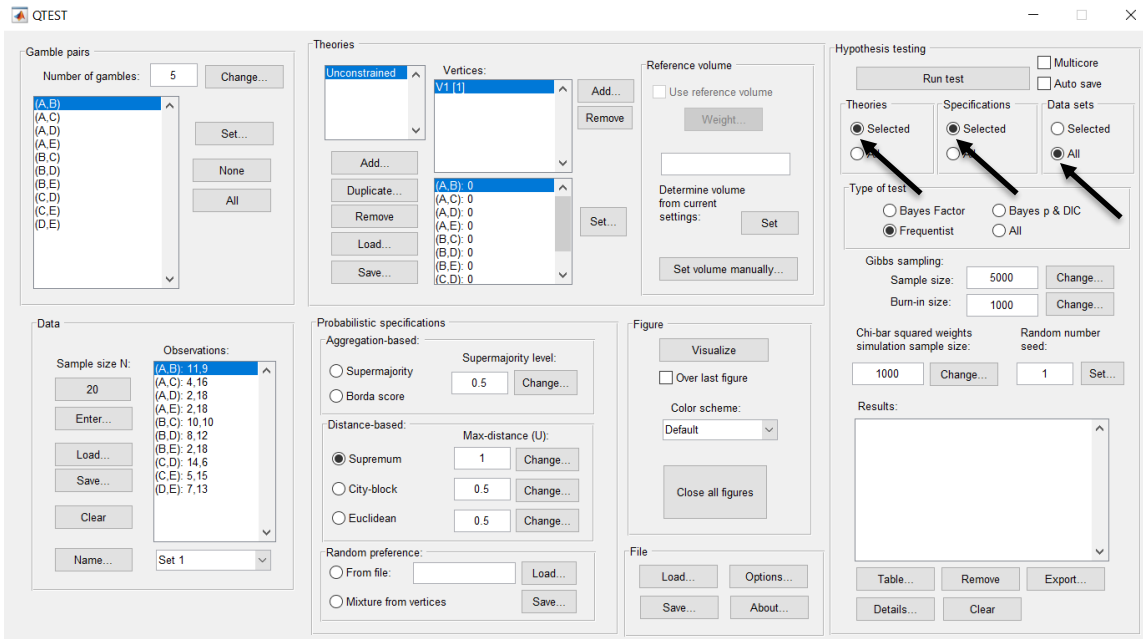 QTEST
Gamble pairs
Number of gambles: 5 Change...
(A,B)
(A,C)
(A,D)
(A,E)
(B,C)
(B,D)
(B,E)
(C,D)
(C,E)
(D,E)
Set...
None
All
Theories
Unconstrained
Vertices:
V1 [1]
Add...
Remove
Add...
Duplicate...
Remove
Load...
Save...
(A,B): 0
(A,C): 0
(A,D): 0
(A,E): 0
(B,C): 0
(B,D): 0
(B,E): 0
(C,D): 0
Set...
Reference volume
Use reference volume
Weight...
Determine volume
from current
settings:
Set
Set volume manually...
Hypothesis testing
Run test
Multicore
Auto save
Theories
Selected
Specifications
Selected
Data sets
Selected
All
Type of test
Bayes Factor
Bayes p & DIC
Frequentist
All
Gibbs sampling:
Sample size: 5000 Change...
Burn-in size: 1000 Change...
Chi-bar squared weights
simulation sample size:
1000 Change...
Random number
seed:
1 Set...
Results:
Table... Remove Export...
Details... Clear
Data
Sample size N:
20
Enter...
Load...
Save...
Clear
Name...
Observations:
(A,B): 11,9
(A,C): 4,16
(A,D): 2,18
(A,E): 2,18
(B,C): 10,10
(B,D): 8,12
(B,E): 2,18
(C,D): 14,6
(C,E): 5,15
(D,E): 7,13
Set 1
Probabilistic specifications
Aggregation-based:
Supermajority level:
Supermajority
0.5 Change...
Borda score
Distance-based:
Max-distance (U):
Supremum 1 Change...
City-block 0.5 Change...
Euclidean 0.5 Change...
Random preference:
From file: Load...
Mixture from vertices Save...
Figure
Visualize
Over last figure
Color scheme:
Default
Close all figures
File
Load... Options...
Save... About...